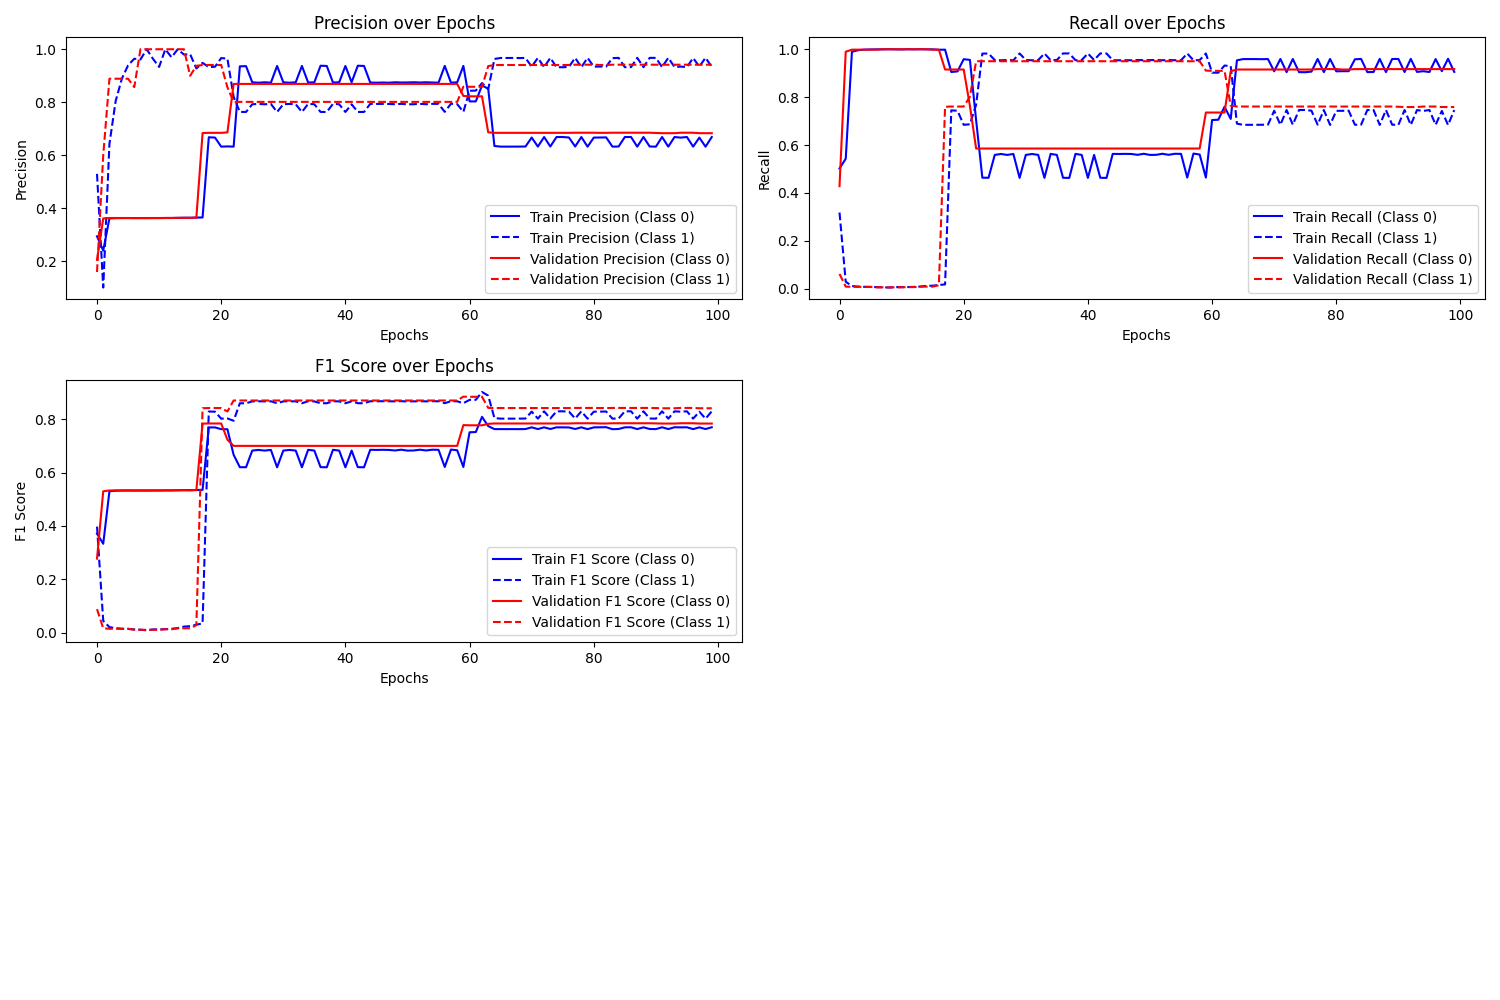 Precision over Epochs
1.0
0.8
0.6
0.4
0.2
Precision
0 20 40 60 80 100
Epochs
Train Precision (Class 0)
Train Precision (Class 1)
Validation Precision (Class 0)
Validation Precision (Class 1)
Recall over Epochs
1.0
0.8
0.6
0.4
0.2
0.0
Recall
0 20 40 60 80 100
Epochs
Train Recall (Class 0)
Train Recall (Class 1)
Validation Recall (Class 0)
Validation Recall (Class 1)
F1 Score over Epochs
0.8
0.6
0.4
0.2
0.0
F1 Score
0 20 40 60 80 100
Epochs
Train F1 Score (Class 0)
Train F1 Score (Class 1)
Validation F1 Score (Class 0)
Validation F1 Score (Class 1)